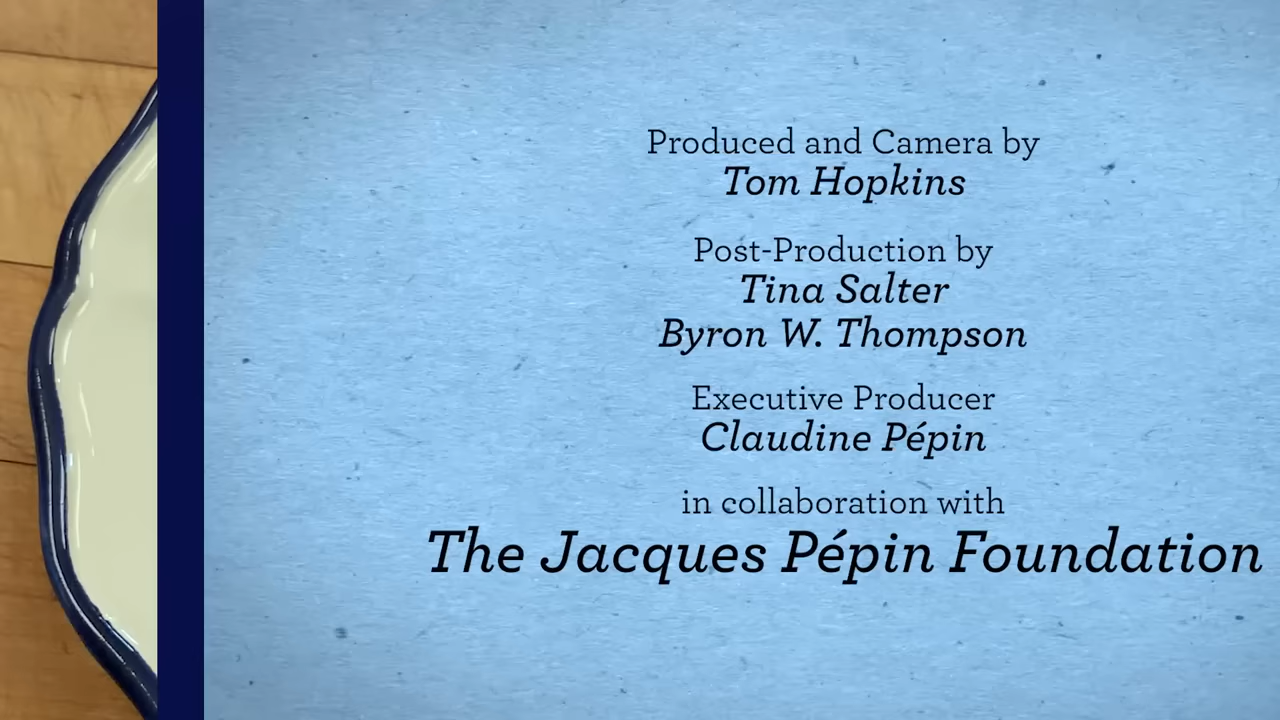 Produced and Camera by
Tom Hopkins
Post-Production by
Tina Salter
Byron W. Thompson
Executive Producer
Claudine Pépin
in collaboration with
The Jacques Pépin Foundation